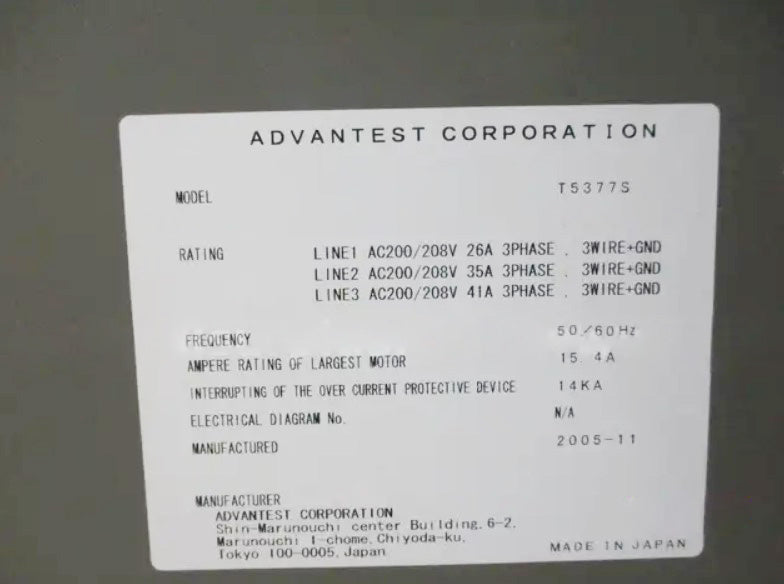 ADVANTEST CORPORATION
MODEL T5377S
RATING LINE1 AC200/208V 26A 3PHASE . 3WIRE+GND
LINE2 AC200/208V 35A 3PHASE . 3WIRE+GND
LINE3 AC200/208V 41A 3PHASE . 3WIRE+GND
FREQUENCY 50/60Hz
AMPERE RATING OF LARGEST MOTOR 15.4A
INTERRUPTING OF THE OVER CURRENT PROTECTIVE DEVICE 14KA
ELECTRICAL DIAGRAM No. N/A
MANUFACTURED 2005-11
MANUFACTURER
ADVANTEST CORPORATION
Shin-Marunouchi center Building, 6-2,
Marunouchi 1-chome, Chiyoda-ku,
Tokyo 100-0005, Japan
MADE IN JAPAN